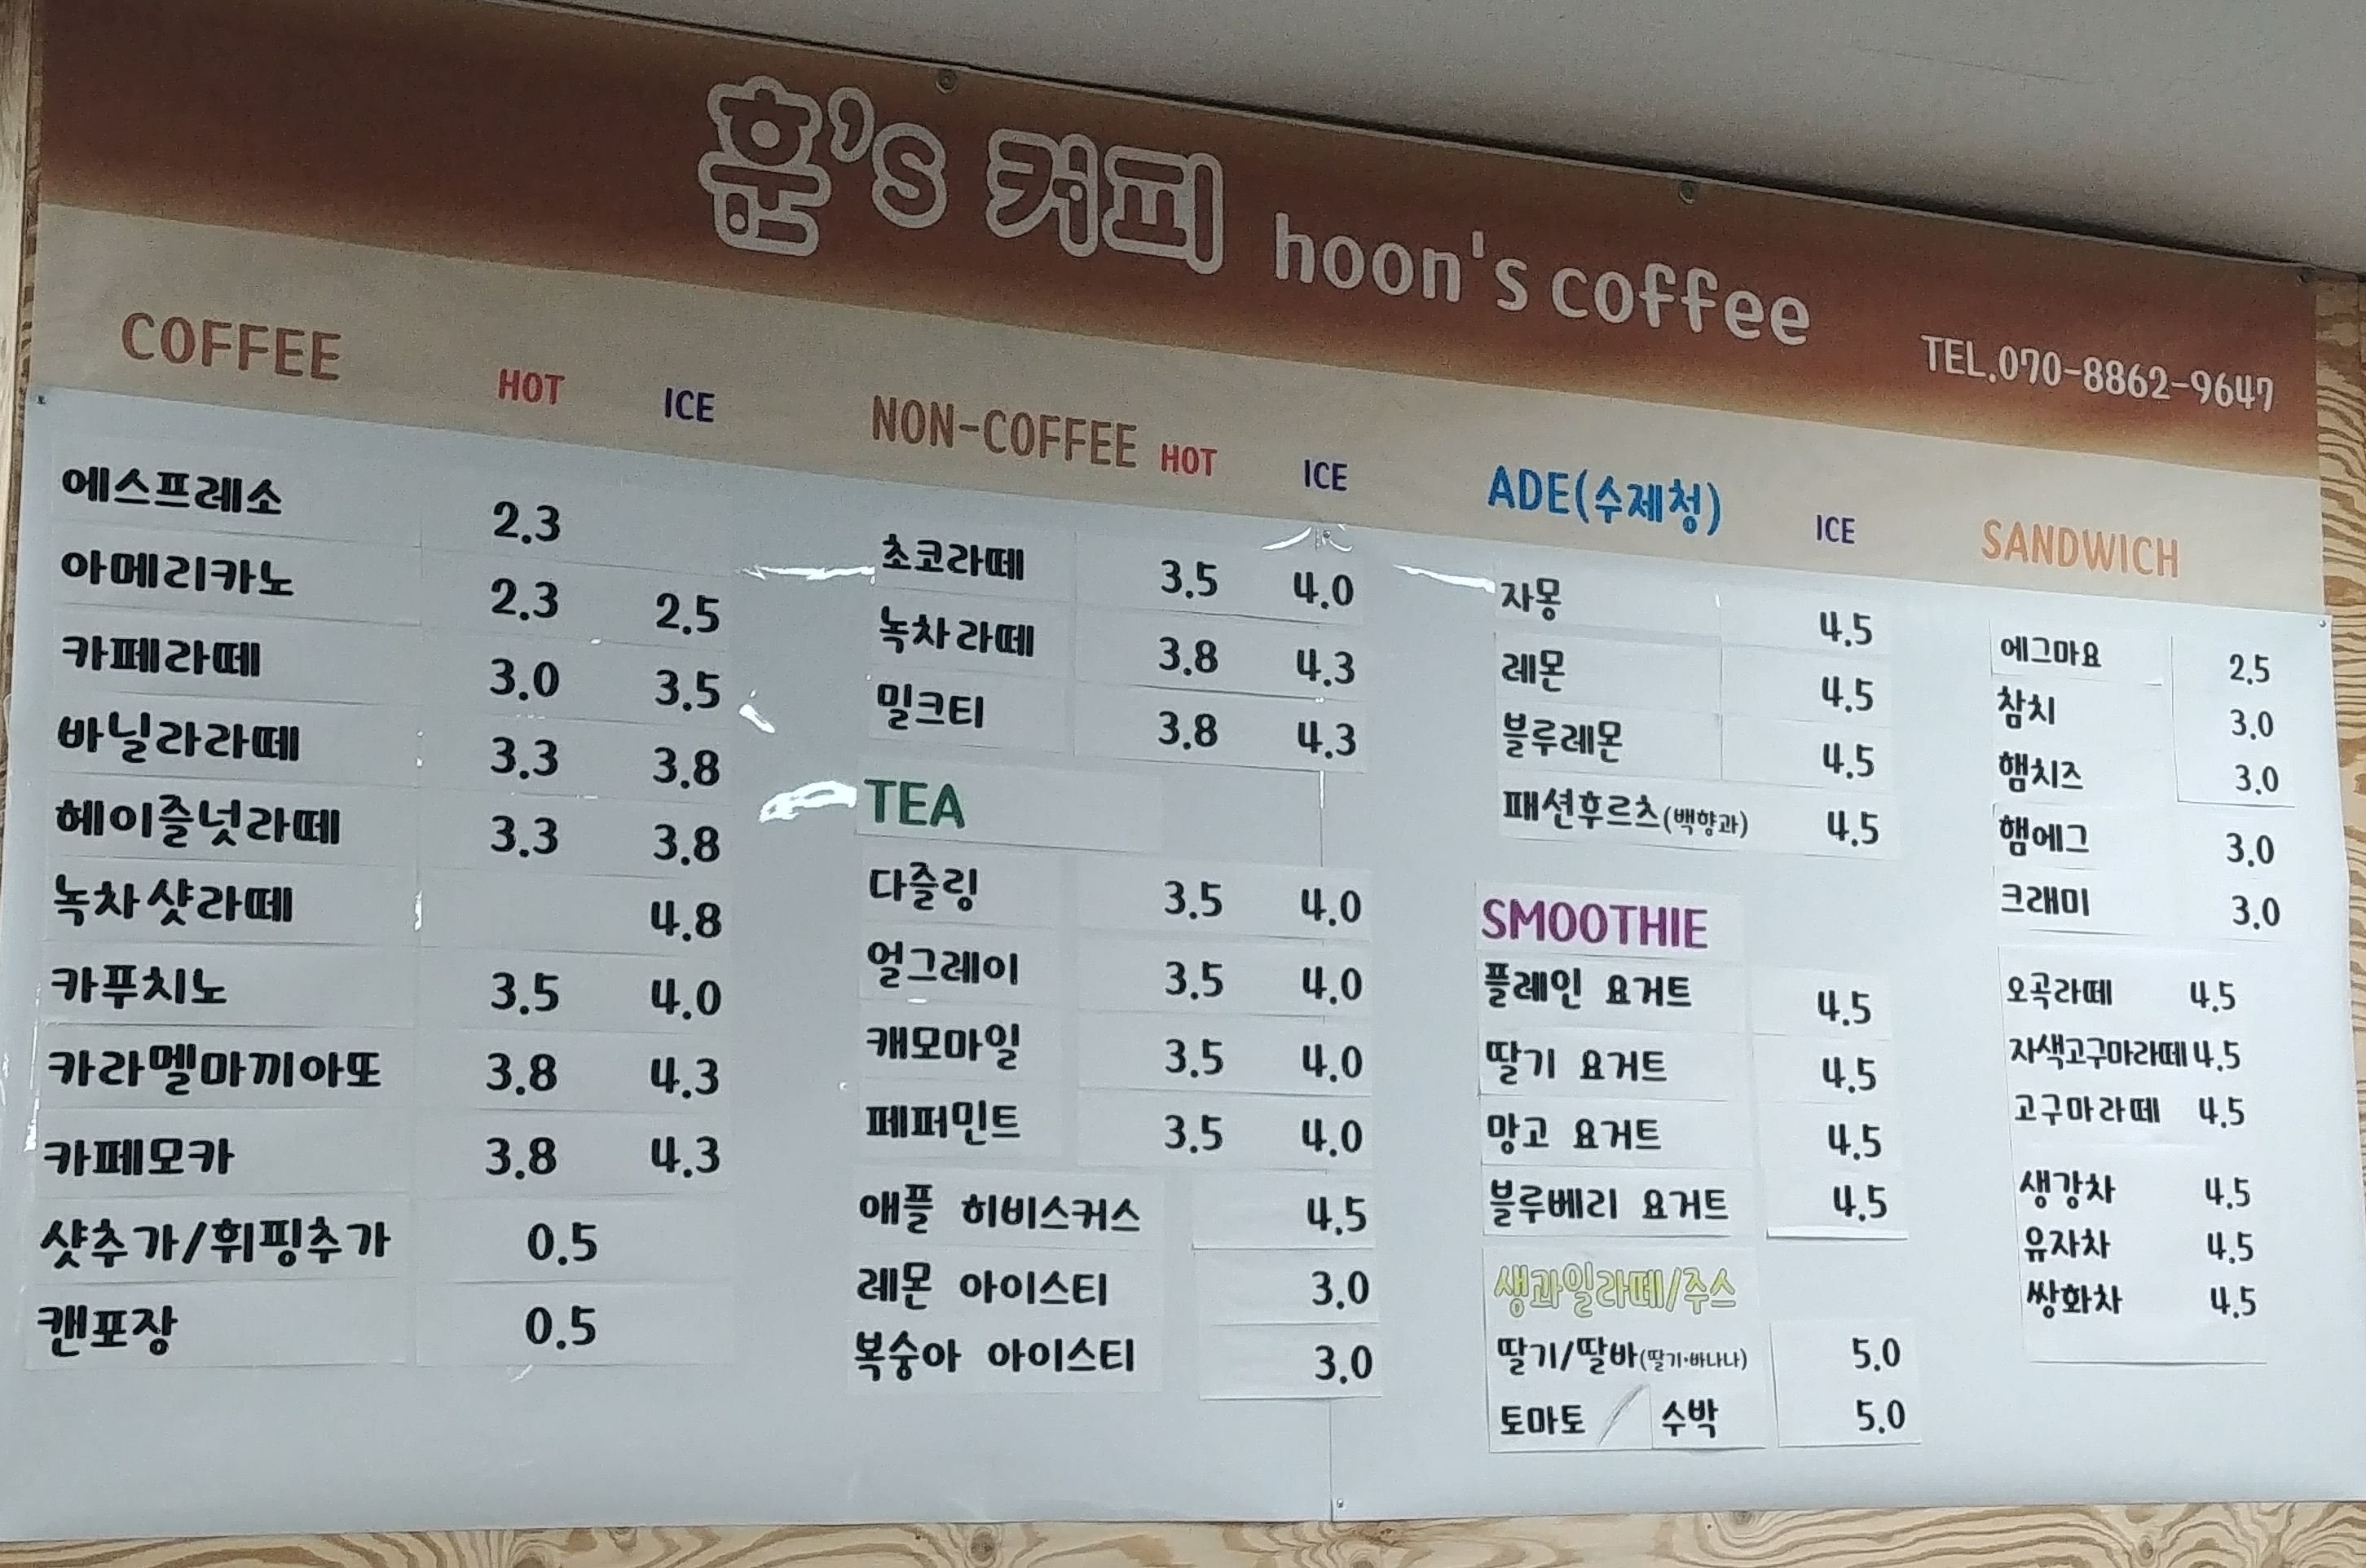 훈's 커피 hoon's coffee
TEL.070-8862-9647
COFFEE HOT ICE
에스프레소 2.3
아메리카노 2.3 2.5
카페라떼 3.0 3.5
바닐라라떼 3.3 3.8
헤이즐넛라떼 3.3 3.8
녹차샷라떼 4.8
카푸치노 3.5 4.0
카라멜마끼아또 3.8 4.3
카페모카 3.8 4.3
샷추가/휘핑추가 0.5
캔포장 0.5
NON-COFFEE HOT ICE
초코라떼 3.5 4.0
녹차라떼 3.8 4.3
밀크티 3.8 4.3
TEA
다즐링 3.5 4.0
얼그레이 3.5 4.0
캐모마일 3.5 4.0
페퍼민트 3.5 4.0
애플 히비스커스 4.5
레몬 아이스티 3.0
복숭아 아이스티 3.0
ADE(수제청) ICE
자몽 4.5
레몬 4.5
블루레몬 4.5
패션후르츠(백향과) 4.5
SMOOTHIE
플레인 요거트 4.5
딸기 요거트 4.5
망고 요거트 4.5
블루베리 요거트 4.5
생과일라떼/주스
딸기/딸바(딸기·바나나) 5.0
토마토 / 수박 5.0
SANDWICH
에그마요 2.5
참치 3.0
햄치즈 3.0
햄에그 3.0
크래미 3.0
오곡라떼 4.5
자색고구마라떼 4.5
고구마라떼 4.5
생강차 4.5
유자차 4.5
쌍화차 4.5